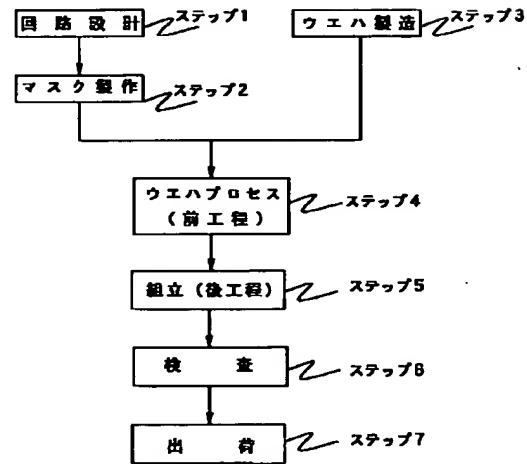 回路設計 ステップ1
ウエハ製造 ステップ3
マスク製作 ステップ2
ウエハプロセス
(前工程) ステップ4
組立(後工程) ステップ5
検査 ステップ6
出荷 ステップ7